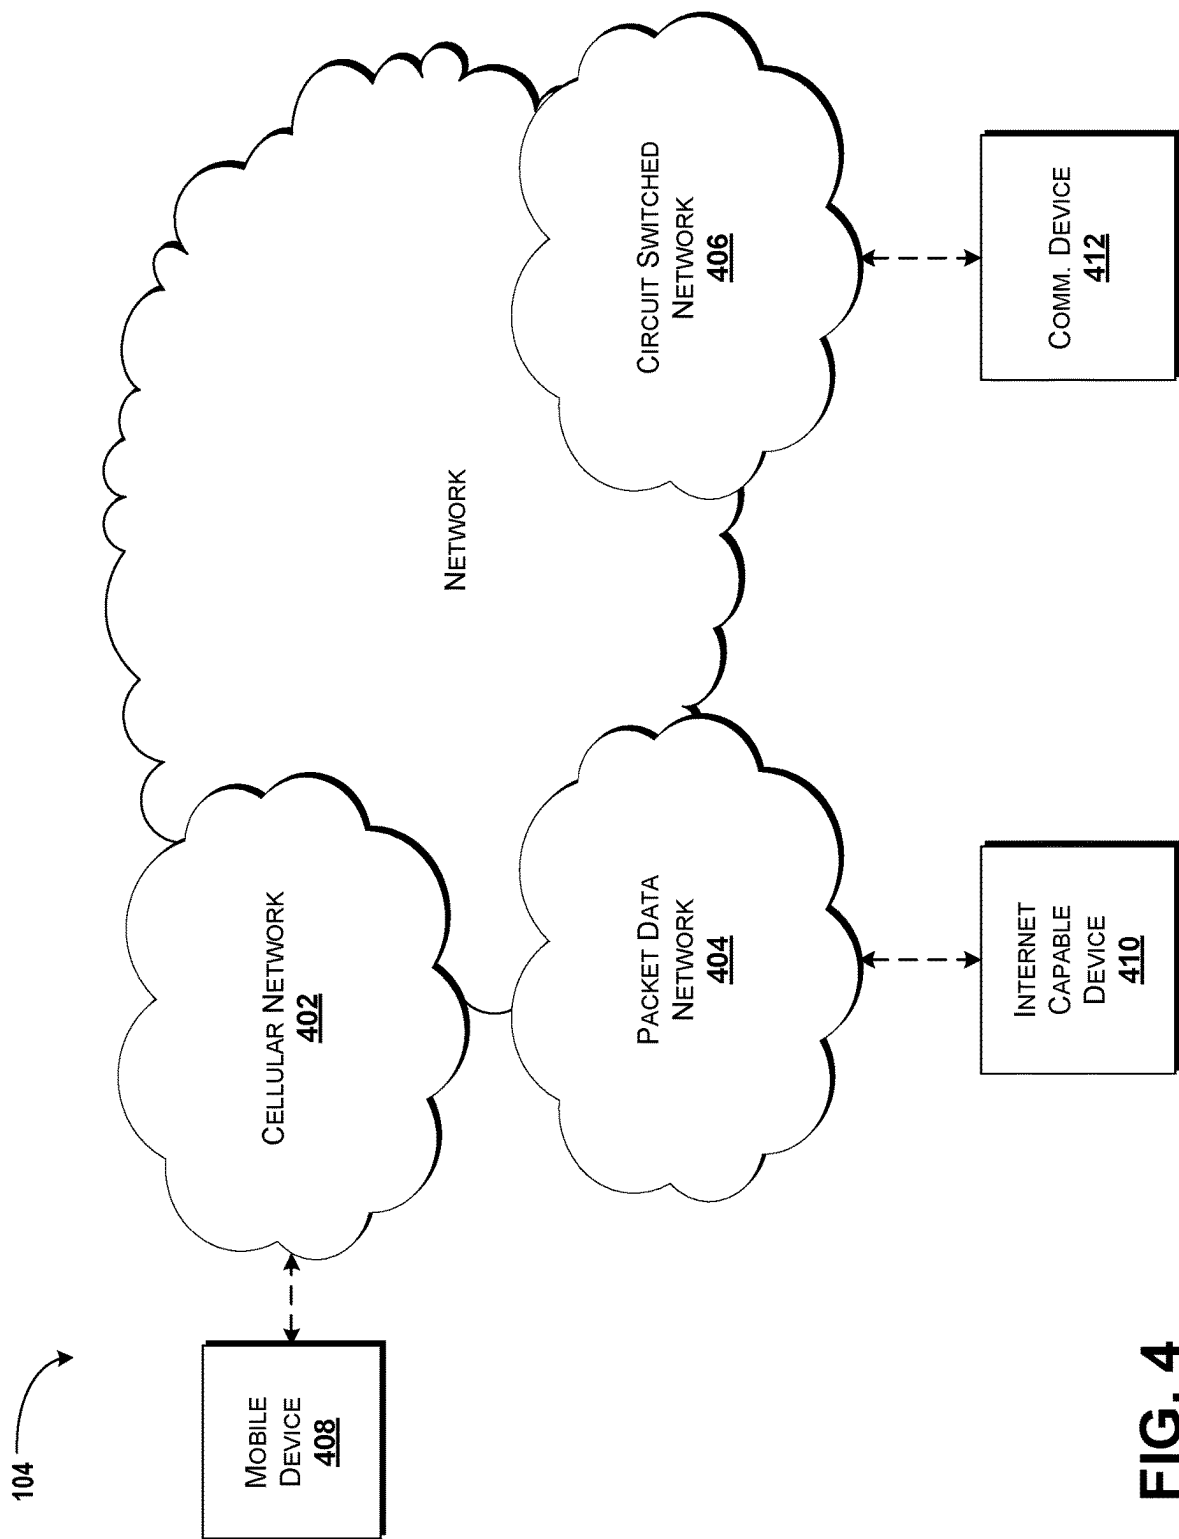 104
MOBILE
DEVICE
408
CELLULAR NETWORK
402
NETWORK
PACKET DATA
NETWORK
404
CIRCUIT SWITCHED
NETWORK
406
INTERNET
CAPABLE
DEVICE
410
COMM. DEVICE
412
FIG. 4